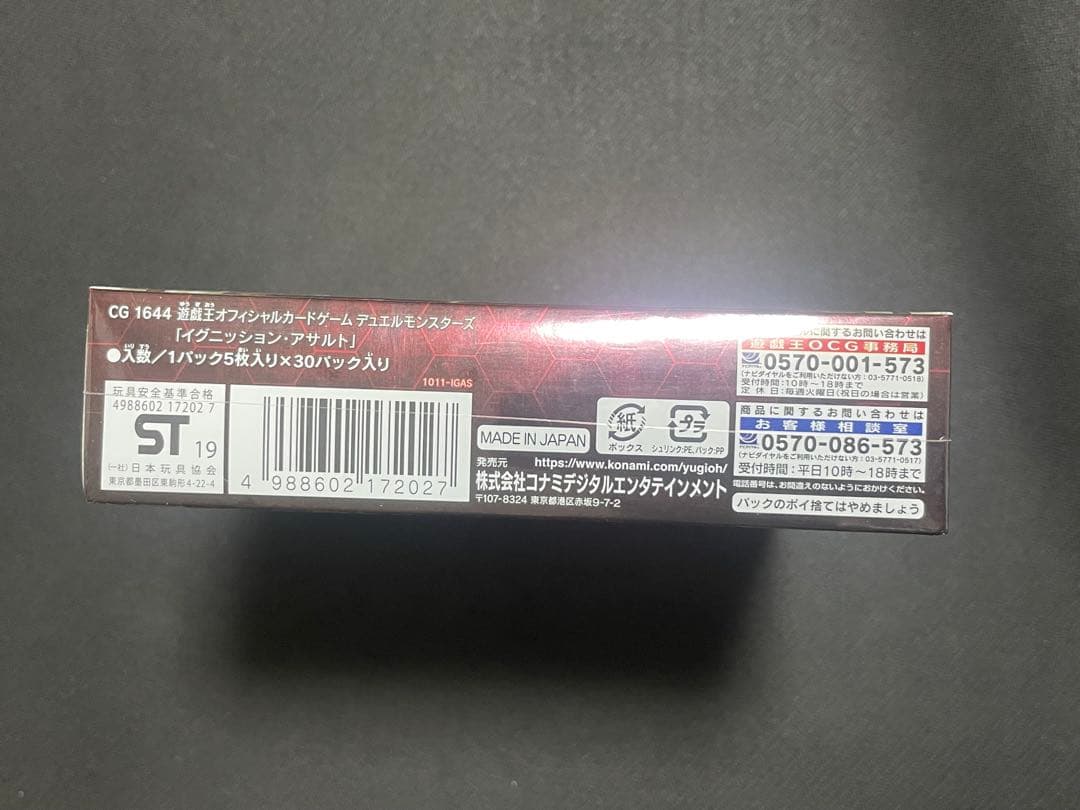 CG 1644 遊戯王オフィシャルカードゲーム デュエルモンスターズ
「イグニッション・アサルト」
●入数/1パック5枚入り×30パック入り
1011-IGAS
玩具安全基準合格
4988602 17202 7
ST 19
(一社)日本玩具協会
東京都墨田区東駒形4-22-4
4 988602 172027
MADE IN JAPAN
紙
ボックス
プラ
シュリンク:PE、パック:PP
発売元 https://www.konami.com/yugioh/
株式会社コナミデジタルエンタテインメント
〒107-8324 東京都港区赤坂9-7-2
ルに関するお問い合わせは
遊戯王OCG事務局
0570-001-573
(ナビダイヤルをご利用いただけない方:03-5771-0518)
受付時間:10時〜18時まで
定休日:毎週火曜日(祝日の場合は営業)
商品に関するお問い合わせは
お客様相談室
0570-086-573
(ナビダイヤルをご利用いただけない方:03-5771-0517)
受付時間:平日10時〜18時まで
電話番号は、お間違えのないようにおかけください。
パックのポイ捨てはやめましょう